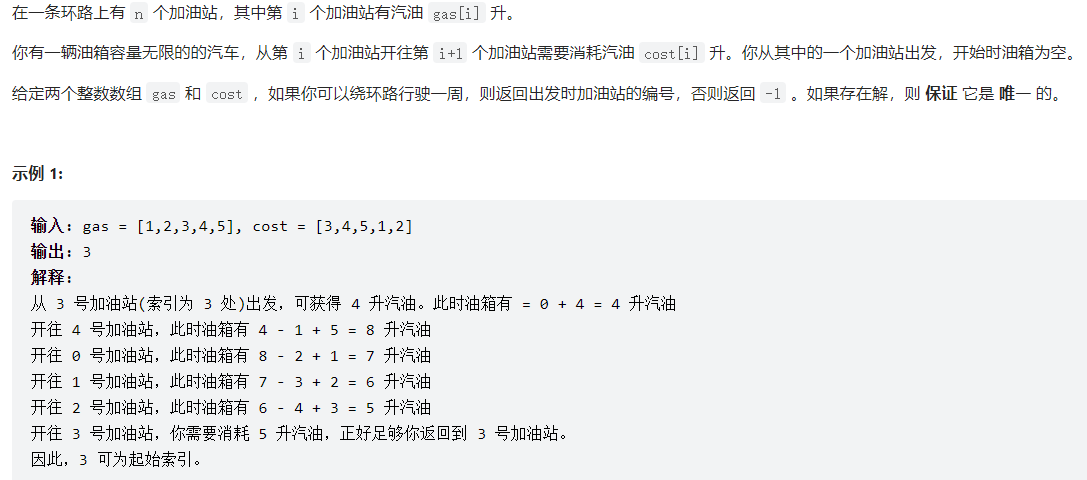 在一条环路上有 n 个加油站，其中第 i 个加油站有汽油 gas[i] 升。
你有一辆油箱容量无限的的汽车，从第 i 个加油站开往第 i+1 个加油站需要消耗汽油 cost[i] 升。你从其中的一个加油站出发，开始时油箱为空。
给定两个整数数组 gas 和 cost ，如果你可以绕环路行驶一周，则返回出发时加油站的编号，否则返回 -1 。如果存在解，则 保证 它是 唯一 的。
示例 1:
输入: gas = [1,2,3,4,5], cost = [3,4,5,1,2]
输出: 3
解释:
从 3 号加油站(索引为 3 处)出发，可获得 4 升汽油。此时油箱有 = 0 + 4 = 4 升汽油
开往 4 号加油站，此时油箱有 4 - 1 + 5 = 8 升汽油
开往 0 号加油站，此时油箱有 8 - 2 + 1 = 7 升汽油
开往 1 号加油站，此时油箱有 7 - 3 + 2 = 6 升汽油
开往 2 号加油站，此时油箱有 6 - 4 + 3 = 5 升汽油
开往 3 号加油站，你需要消耗 5 升汽油，正好足够你返回到 3 号加油站。
因此，3 可为起始索引。